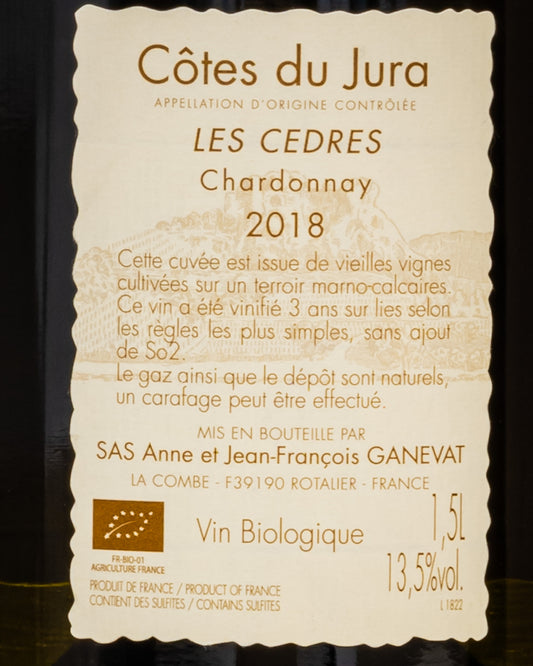 Côtes du Jura
APPELLATION D'ORIGINE CONTRÔLÉE
LES CEDRES
Chardonnay
2018
Cette cuvée est issue de vieilles vignes
cultivées sur un terroir marno-calcaires.
Ce vin a été vinifié 3 ans sur lies selon
les règles les plus simples, sans ajout
de So2.
Le gaz ainsi que le dépôt sont naturels,
un carafage peut être effectué.
MIS EN BOUTEILLE PAR
SAS Anne et Jean-François GANEVAT
LA COMBE - F39190 ROTALIER - FRANCE
Vin Biologique
1,5L
13,5%vol.
L 1822
FR-BIO-01
AGRICULTURE FRANCE
PRODUIT DE FRANCE / PRODUCT OF FRANCE
CONTIENT DES SULFITES / CONTAINS SULFITES